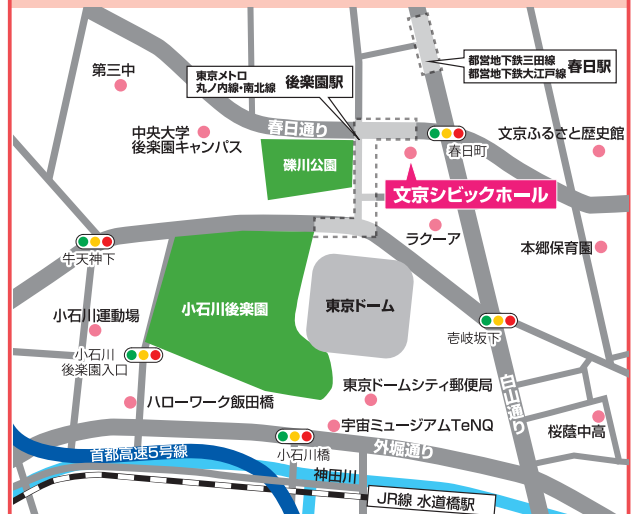 都営地下鉄三田線
都営地下鉄大江戸線 春日駅
第三中
東京メトロ
丸ノ内線・南北線 後楽園駅
春日通り
中央大学
後楽園キャンパス
春日町
文京ふるさと歴史館
礫川公園
文京シビックホール
ラクーア
本郷保育園
牛天神下
小石川後楽園
東京ドーム
小石川運動場
壱岐坂下
小石川
後楽園入口
白山通り
東京ドームシティ郵便局
ハローワーク飯田橋
宇宙ミュージアムTeNQ
桜蔭中高
外堀通り
首都高速5号線
小石川橋
神田川
JR線 水道橋駅